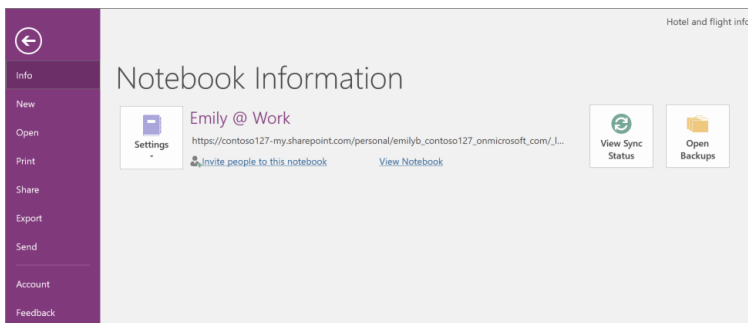 Hotel and flight info
Info
New
Open
Print
Share
Export
Send
Account
Feedback
Notebook Information
Settings
Emily @ Work
https://contoso127-my.sharepoint.com/personal/emilyb_contoso127_onmicrosoft_com/_l...
Invite people to this notebook View Notebook
View Sync
Status
Open
Backups